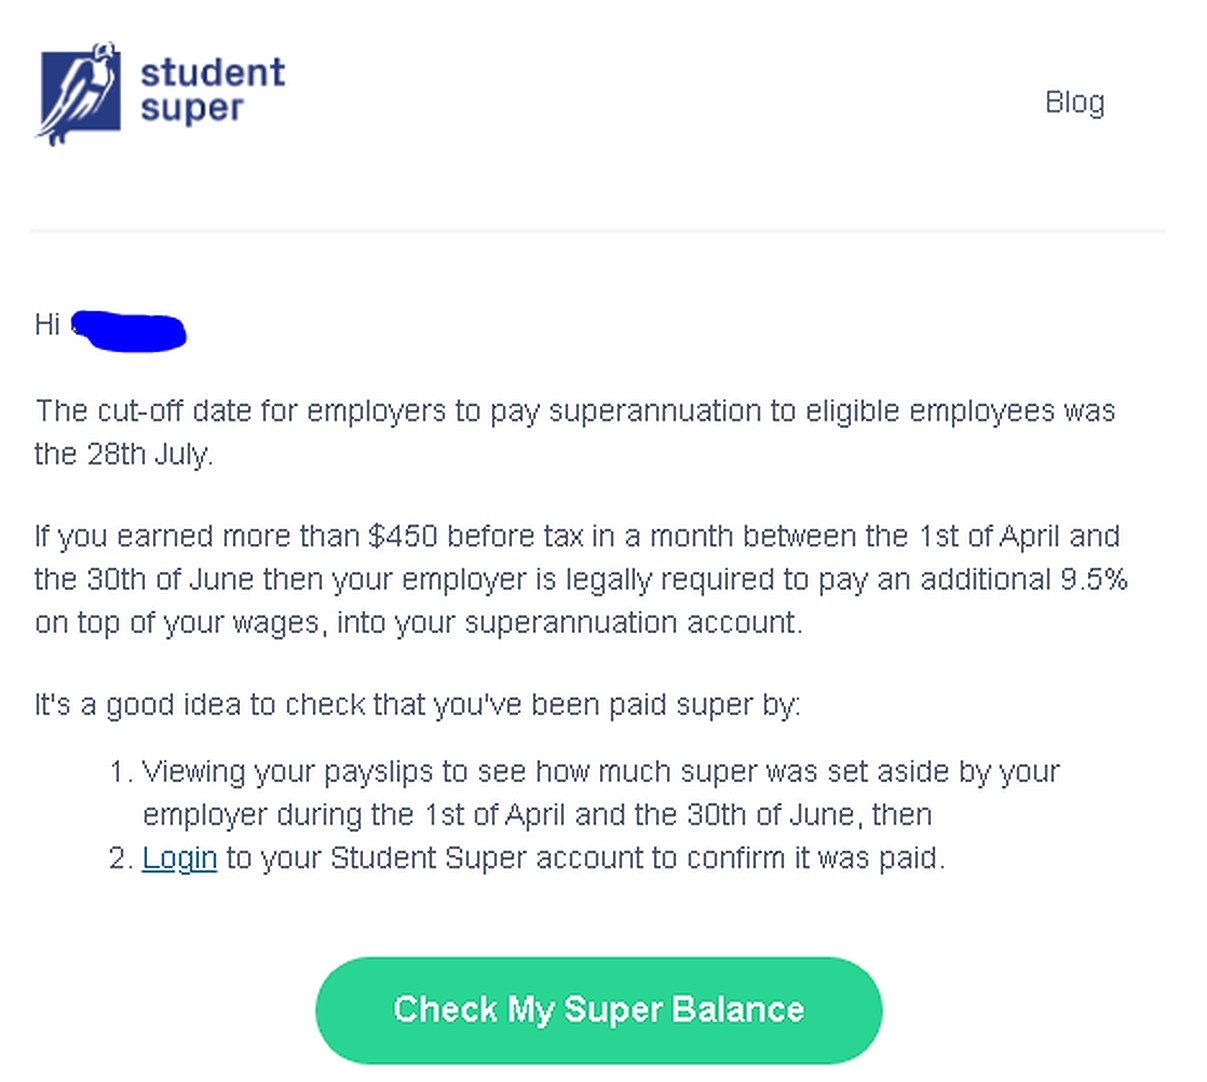 student
super
Blog
Hi
The cut-off date for employers to pay superannuation to eligible employees was
the 28th July.
If you earned more than $450 before tax in a month between the 1st of April and
the 30th of June then your employer is legally required to pay an additional 9.5%
on top of your wages, into your superannuation account.
It's a good idea to check that you've been paid super by:
1. Viewing your payslips to see how much super was set aside by your
employer during the 1st of April and the 30th of June, then
2. Login to your Student Super account to confirm it was paid.
Check My Super Balance